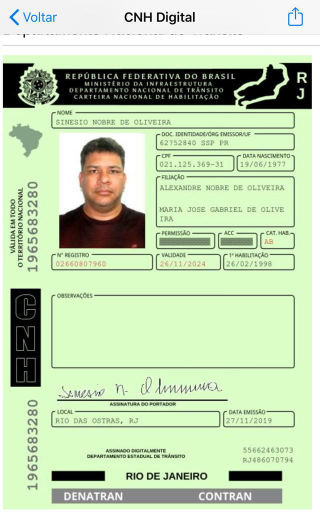 Voltar
CNH Digital
Departamento Nacional de Trânsito
REPÚBLICA FEDERATIVA DO BRASIL
MINISTÉRIO DA INFRAESTRUTURA
DEPARTAMENTO NACIONAL DE TRÂNSITO
CARTEIRA NACIONAL DE HABILITAÇÃO
RJ
NOME
SINESIO NOBRE DE OLIVEIRA
DOC. IDENTIDADE/ÓRG EMISSOR/UF
62752840 SSP PR
CPF
021.125.369-31
DATA NASCIMENTO
19/06/1977
FILIAÇÃO
ALEXANDRE NOBRE DE OLIVEIRA
MARIA JOSE GABRIEL DE OLIVE
IRA
PERMISSÃO
ACC
CAT. HAB.
AB
Nº REGISTRO
02660807960
VALIDADE
26/11/2024
1ª HABILITAÇÃO
26/02/1998
VÁLIDA EM TODO
O TERRITÓRIO NACIONAL
1965683280
OBSERVAÇÕES
CNH
ASSINATURA DO PORTADOR
LOCAL
RIO DAS OSTRAS, RJ
DATA EMISSÃO
27/11/2019
1965683280
ASSINADO DIGITALMENTE
DEPARTAMENTO ESTADUAL DE TRÂNSITO
55662463073
RJ486070794
RIO DE JANEIRO
DENATRAN
CONTRAN